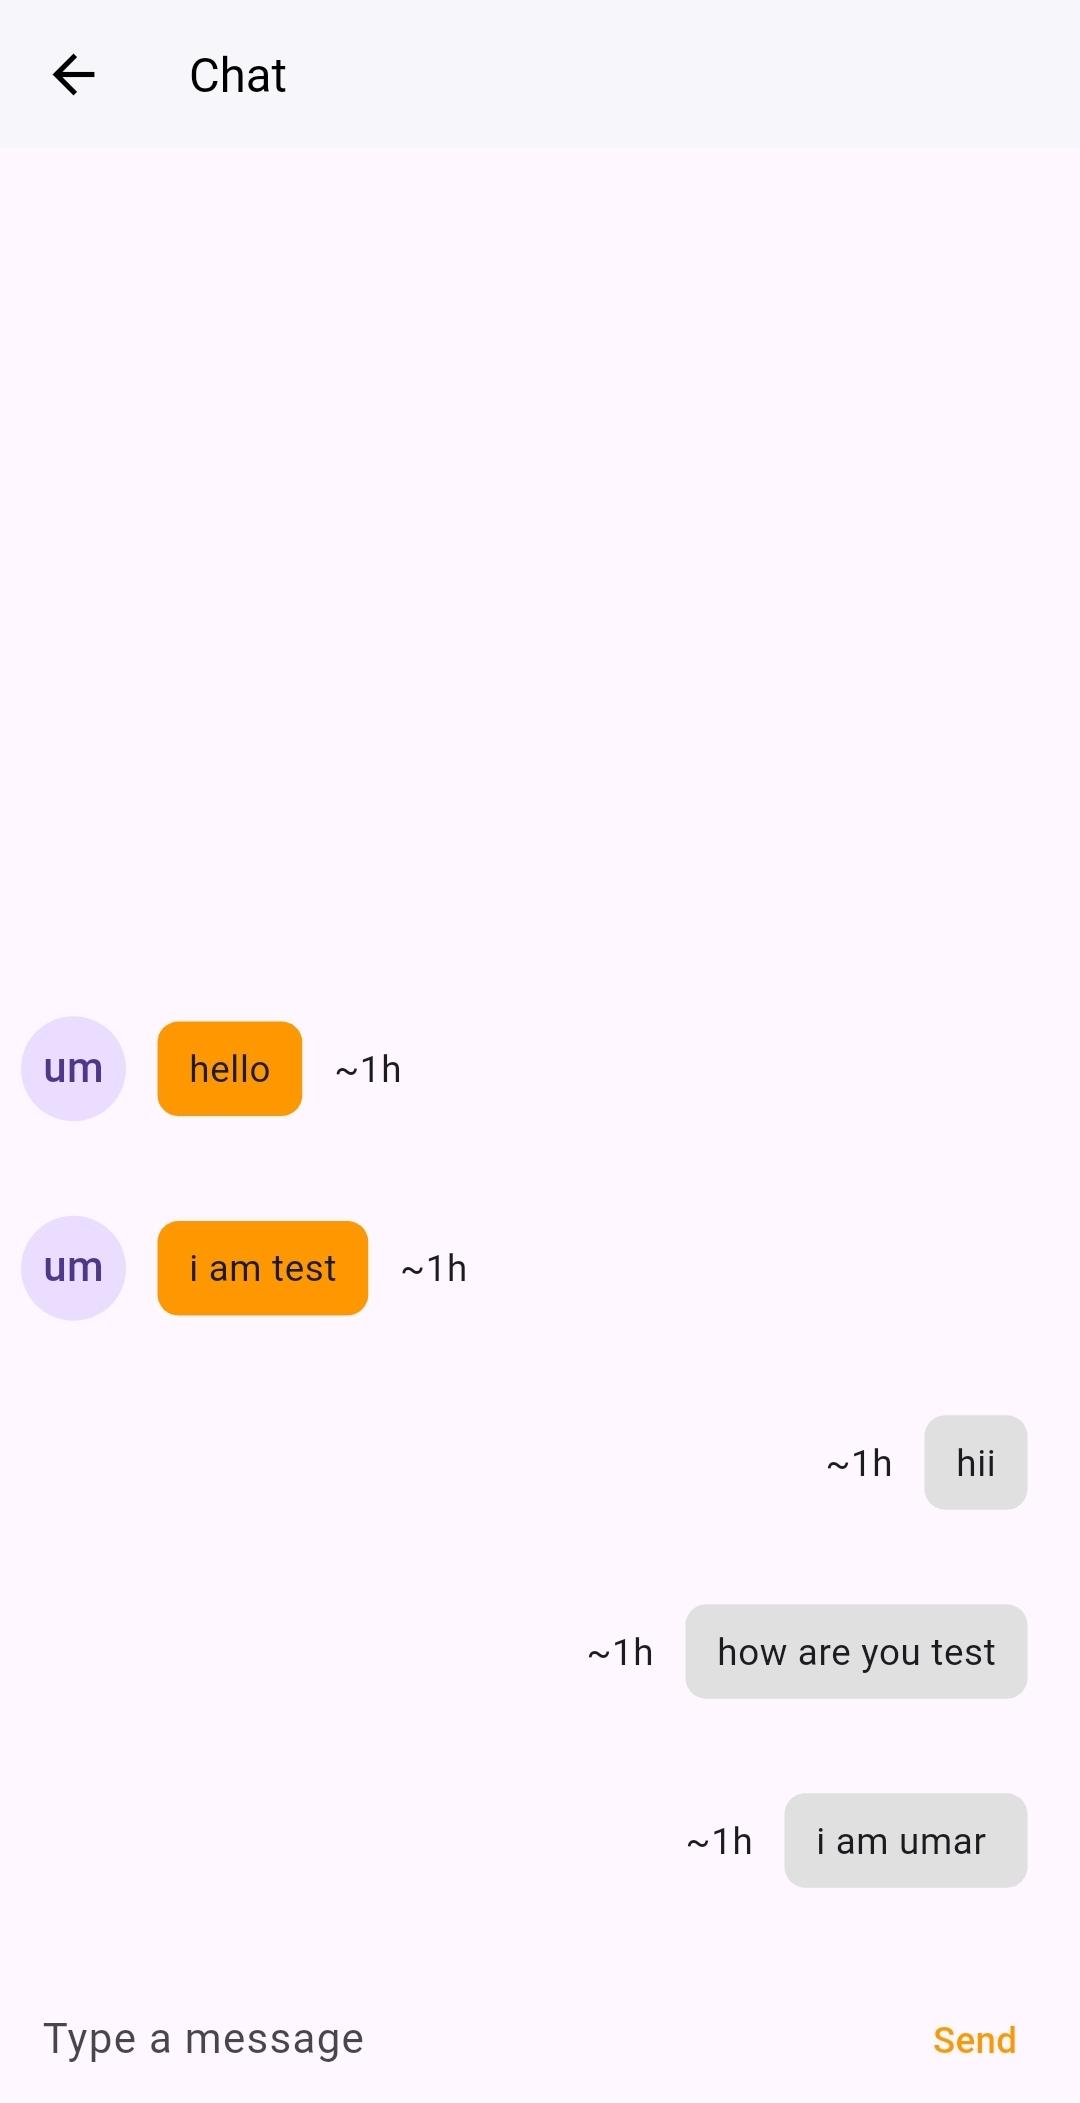 Chat
um hello ~1h
um i am test ~1h
~1h hii
~1h how are you test
~1h i am umar
Type a message Send